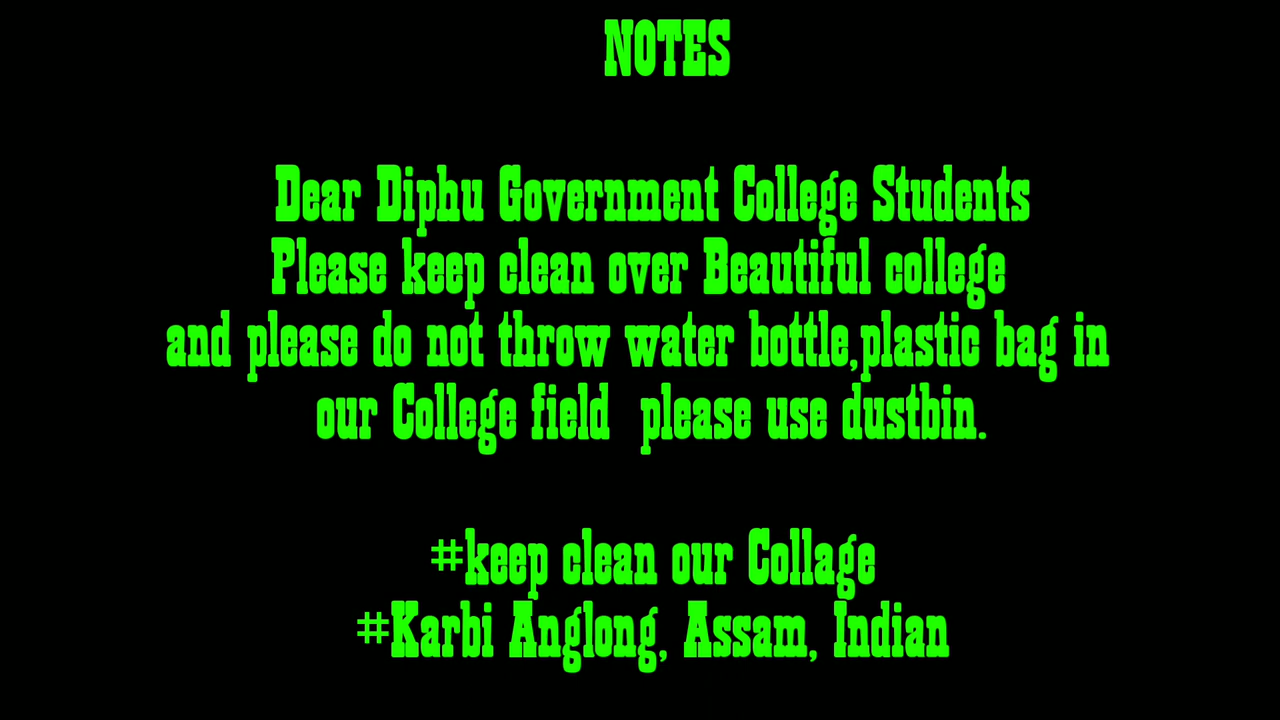 NOTES
Dear Diphu Government College Students
Please keep clean over Beautiful college
and please do not throw water bottle,plastic bag in
our College field please use dustbin.
#keep clean our Collage
#Karbi Anglong, Assam, Indian